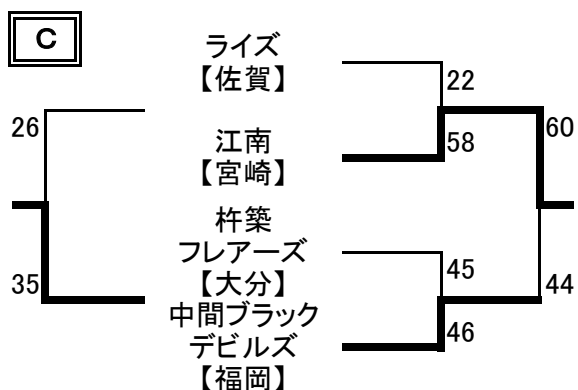 C
ライズ
【佐賀】
22
26
60
江南
58
【宮崎】
杵築
フレアーズ
45
【大分】
35
44
中間ブラック
46
デビルズ
【福岡】